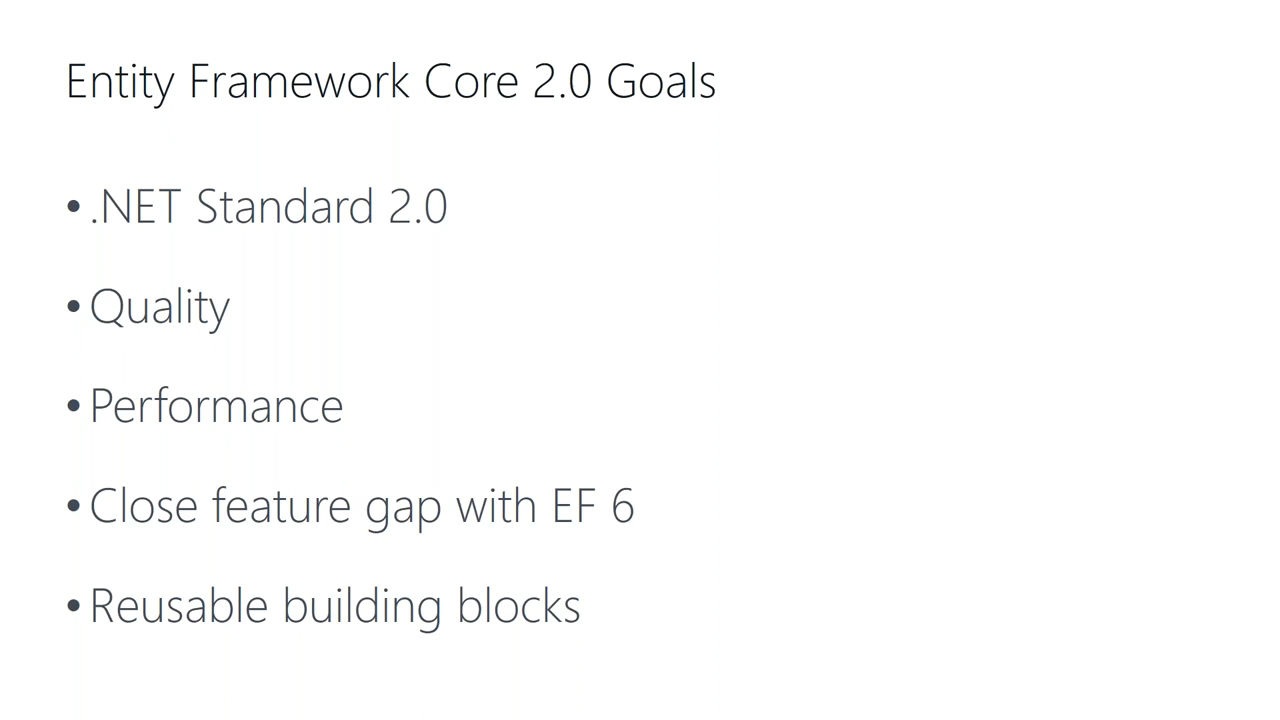 Entity Framework Core 2.0 Goals
• .NET Standard 2.0
• Quality
• Performance
• Close feature gap with EF 6
• Reusable building blocks